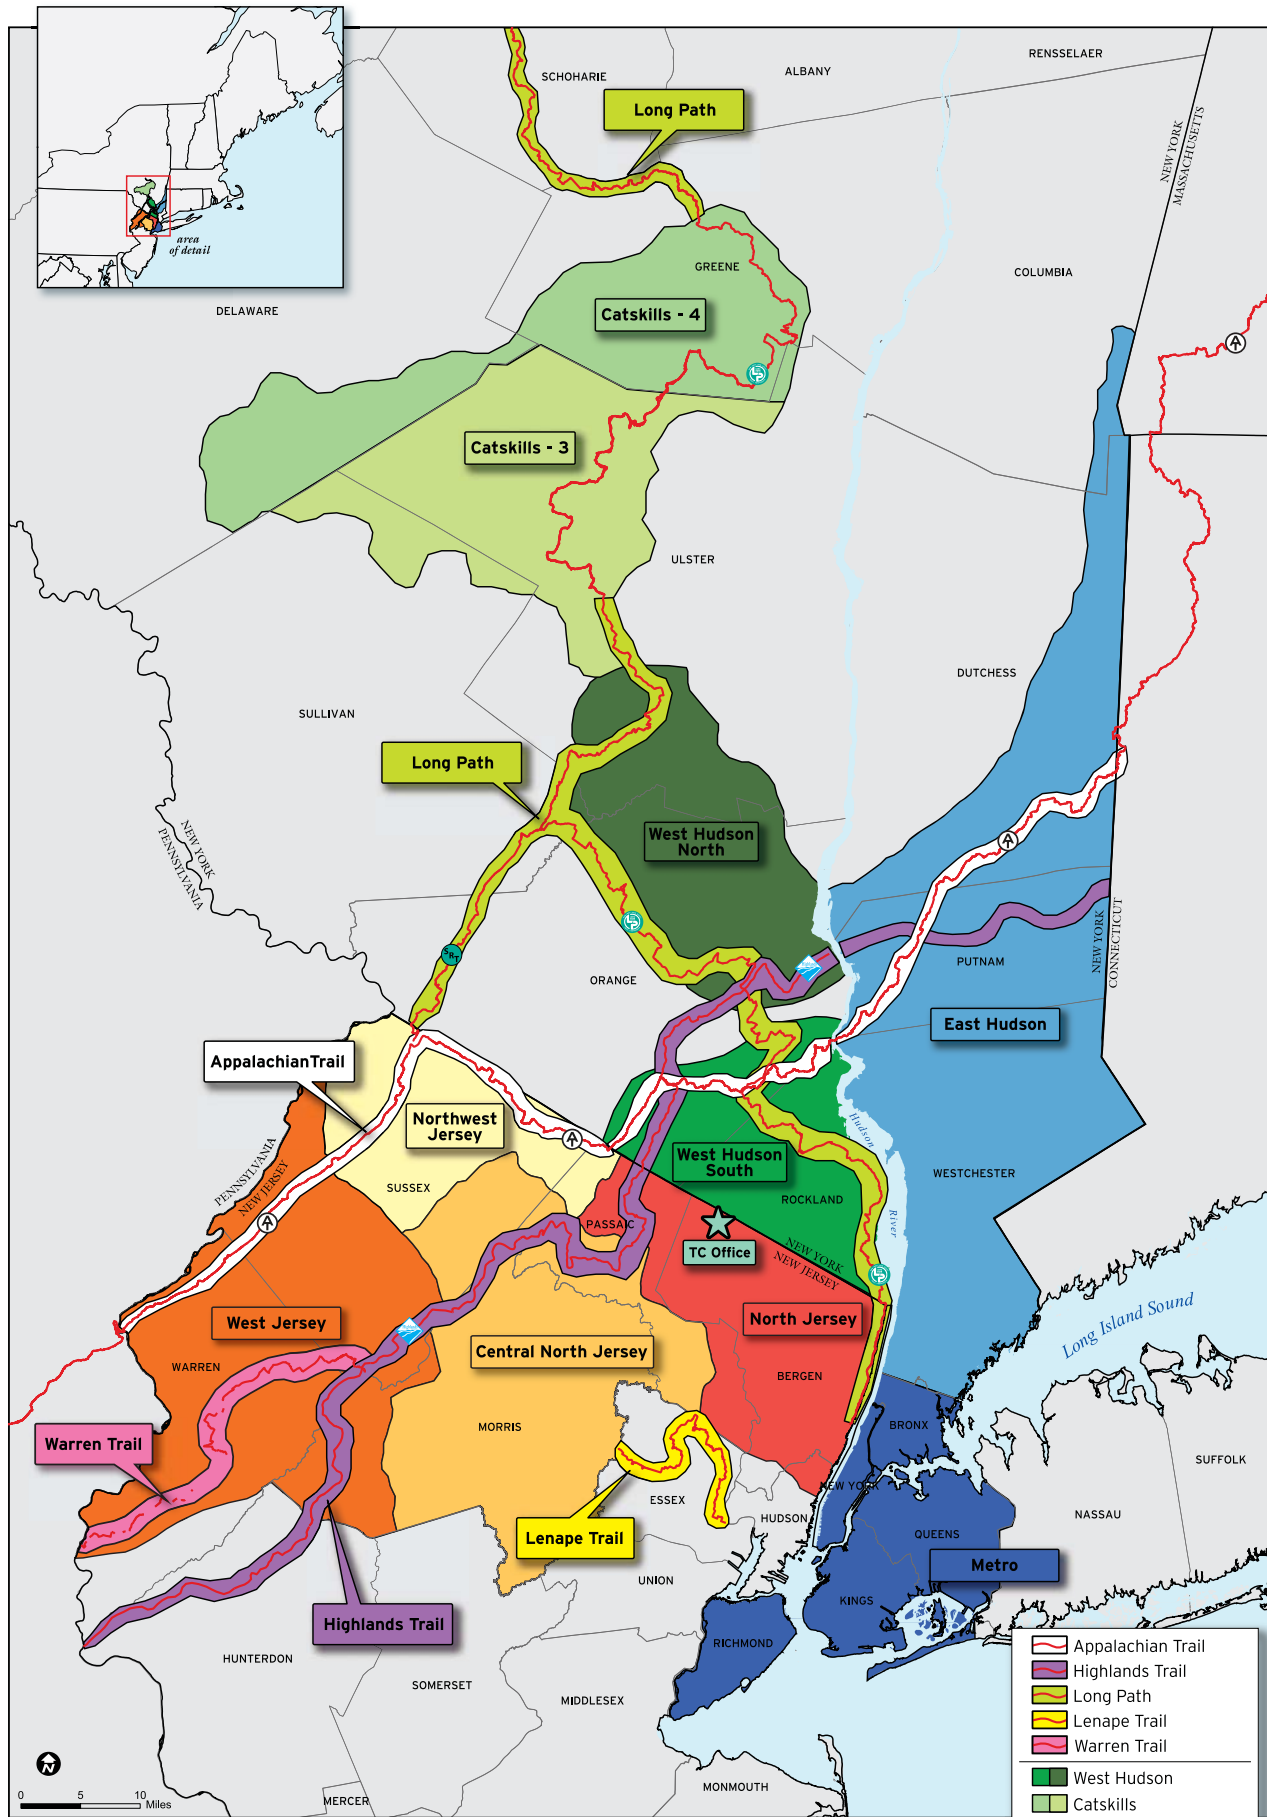 RENSSELAER
SCHOHARIE
ALBANY
Long Path
NEW YORK
MASSACHUSETTS
area
of detail
GREENE
COLUMBIA
DELAWARE
Catskills - 4
Catskills - 3
ULSTER
DUTCHESS
SULLIVAN
Long Path
NEW YORK
PENNSYLVANIA
West Hudson
North
NEW YORK
CONNECTICUT
SRT
ORANGE
PUTNAM
East Hudson
AppalachianTrail
Northwest
Jersey
Hudson
River
PENNSYLVANIA
NEW JERSEY
West Hudson
South
WESTCHESTER
SUSSEX
ROCKLAND
PASSAIC
TC Office
NEW YORK
NEW JERSEY
Long Island Sound
West Jersey
North Jersey
Central North Jersey
WARREN
BERGEN
MORRIS
BRONX
Warren Trail
SUFFOLK
NEW YORK
ESSEX
NASSAU
HUDSON
QUEENS
Lenape Trail
Metro
UNION
KINGS
Highlands Trail
RICHMOND
HUNTERDON
SOMERSET
MIDDLESEX
MONMOUTH
MERCER
N
0 5 10
Miles
Appalachian Trail
Highlands Trail
Long Path
Lenape Trail
Warren Trail
West Hudson
Catskills